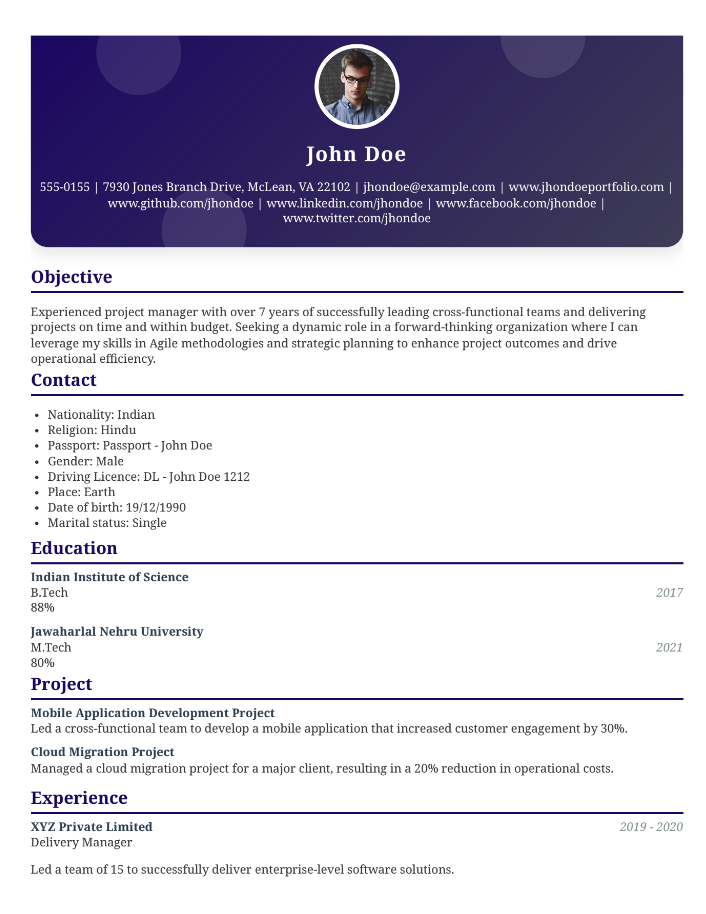 John Doe
555-0155 | 7930 Jones Branch Drive, McLean, VA 22102 | jhondoe@example.com | www.jhondoeportfolio.com |
www.github.com/jhondoe | www.linkedin.com/jhondoe | www.facebook.com/jhondoe |
www.twitter.com/jhondoe
Objective
Experienced project manager with over 7 years of successfully leading cross-functional teams and delivering
projects on time and within budget. Seeking a dynamic role in a forward-thinking organization where I can
leverage my skills in Agile methodologies and strategic planning to enhance project outcomes and drive
operational efficiency.
Contact
• Nationality: Indian
• Religion: Hindu
• Passport: Passport - John Doe
• Gender: Male
• Driving Licence: DL - John Doe 1212
• Place: Earth
• Date of birth: 19/12/1990
• Marital status: Single
Education
Indian Institute of Science
B.Tech 2017
88%
Jawaharlal Nehru University
M.Tech 2021
80%
Project
Mobile Application Development Project
Led a cross-functional team to develop a mobile application that increased customer engagement by 30%.
Cloud Migration Project
Managed a cloud migration project for a major client, resulting in a 20% reduction in operational costs.
Experience
XYZ Private Limited 2019 - 2020
Delivery Manager
Led a team of 15 to successfully deliver enterprise-level software solutions.